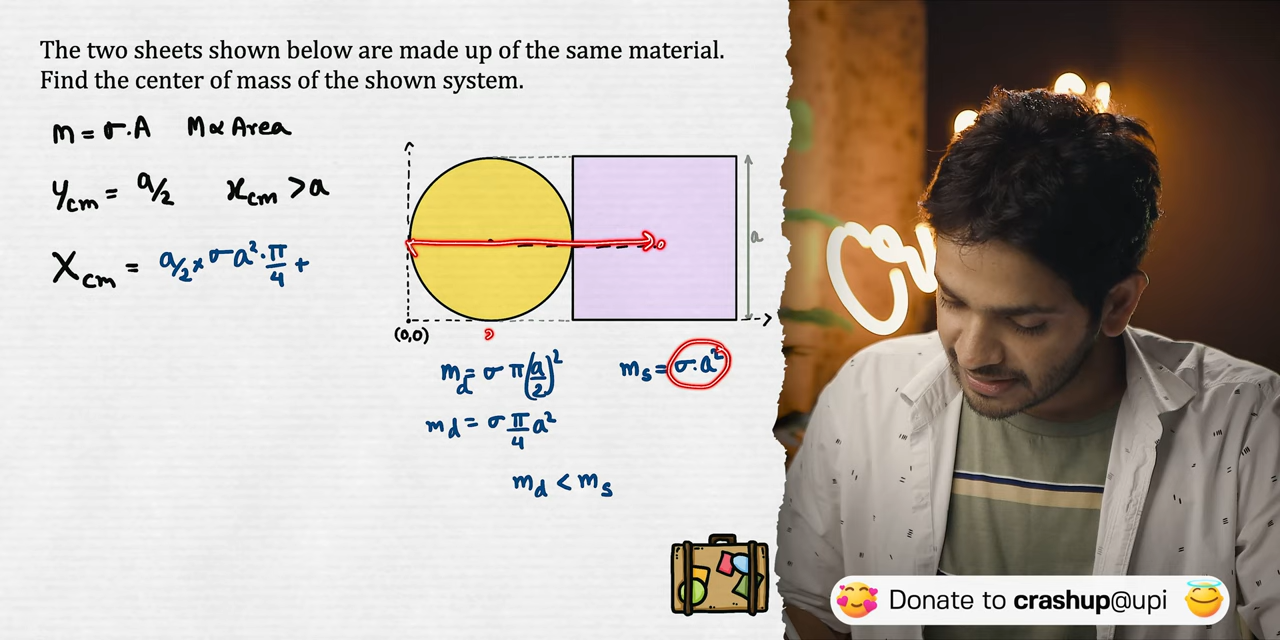 The two sheets shown below are made up of the same material.
Find the center of mass of the shown system.
m = σ.A M ∝ Area
ycm = a/2 xcm > a
Xcm = a/2 × σa².π/4 +
a
(0,0)
md = σπ(a/2)²
ms = σ.a²
md = σ π/4 a²
md < ms
Donate to crashup@upi